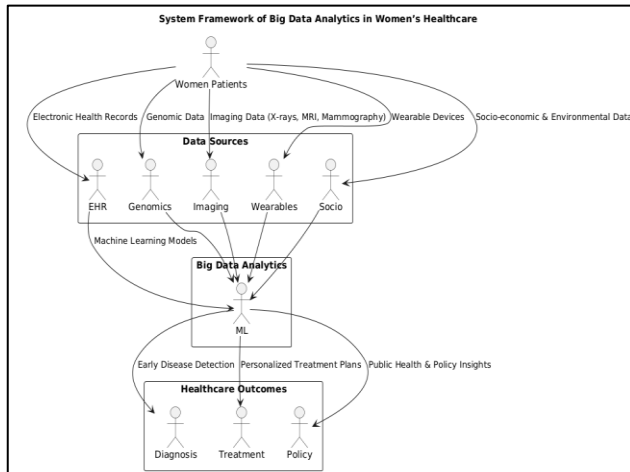 System Framework of Big Data Analytics in Women's Healthcare
Women Patients
Electronic Health Records
Genomic Data
Imaging Data (X-rays, MRI, Mammography)
Wearable Devices
Socio-economic & Environmental Data
Data Sources
EHR
Genomics
Imaging
Wearables
Socio
Machine Learning Models
Big Data Analytics
ML
Early Disease Detection
Personalized Treatment Plans
Public Health & Policy Insights
Healthcare Outcomes
Diagnosis
Treatment
Policy